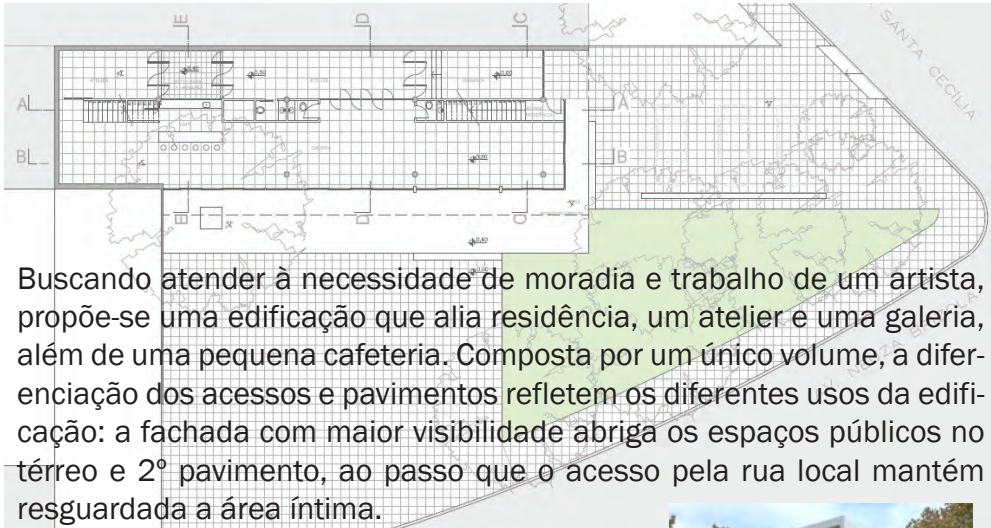 E
D
C
SANTA CECILIA
A
A
B
B
E
D
C
Buscando atender à necessidade de moradia e trabalho de um artista,
propõe-se uma edificação que alia residência, um atelier e uma galeria,
além de uma pequena cafeteria. Composta por um único volume, a difer-
enciação dos acessos e pavimentos refletem os diferentes usos da edifi-
cação: a fachada com maior visibilidade abriga os espaços públicos no
térreo e 2º pavimento, ao passo que o acesso pela rua local mantém
resguardada a área íntima.